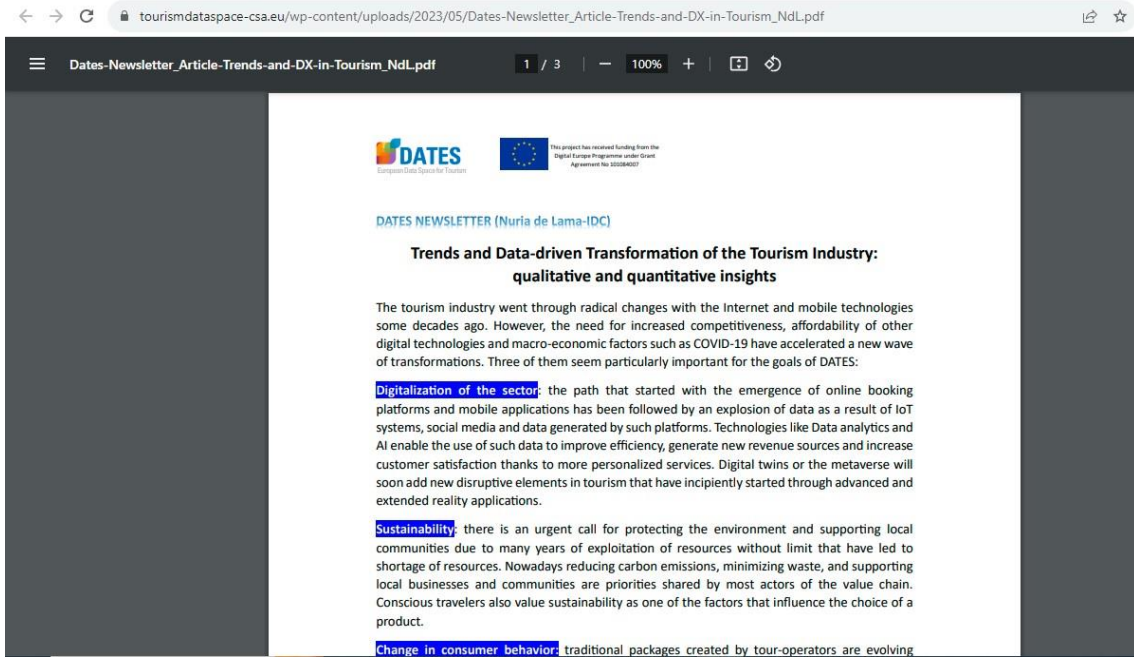 tourismdataspace-csa.eu/wp-content/uploads/2023/05/Dates-Newsletter_Article-Trends-and-DX-in-Tourism_NdL.pdf
Dates-Newsletter_Article-Trends-and-DX-in-Tourism_NdL.pdf 1 / 3 | − 100% + |
DATES
European Data Space for Tourism
This project has received funding from the
Digital Europe Programme under Grant
Agreement No 101084007
DATES NEWSLETTER (Nuria de Lama-IDC)
Trends and Data-driven Transformation of the Tourism Industry:
qualitative and quantitative insights
The tourism industry went through radical changes with the Internet and mobile technologies
some decades ago. However, the need for increased competitiveness, affordability of other
digital technologies and macro-economic factors such as COVID-19 have accelerated a new wave
of transformations. Three of them seem particularly important for the goals of DATES:
Digitalization of the sector: the path that started with the emergence of online booking
platforms and mobile applications has been followed by an explosion of data as a result of IoT
systems, social media and data generated by such platforms. Technologies like Data analytics and
AI enable the use of such data to improve efficiency, generate new revenue sources and increase
customer satisfaction thanks to more personalized services. Digital twins or the metaverse will
soon add new disruptive elements in tourism that have incipiently started through advanced and
extended reality applications.
Sustainability: there is an urgent call for protecting the environment and supporting local
communities due to many years of exploitation of resources without limit that have led to
shortage of resources. Nowadays reducing carbon emissions, minimizing waste, and supporting
local businesses and communities are priorities shared by most actors of the value chain.
Conscious travelers also value sustainability as one of the factors that influence the choice of a
product.
Change in consumer behavior: traditional packages created by tour-operators are evolving